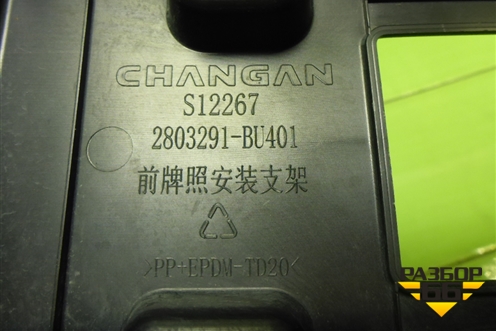 CHANGAN
S12267
2803291-BU401
前牌照安装支架
>PP+EPDM-TD20<
РАЗБОР